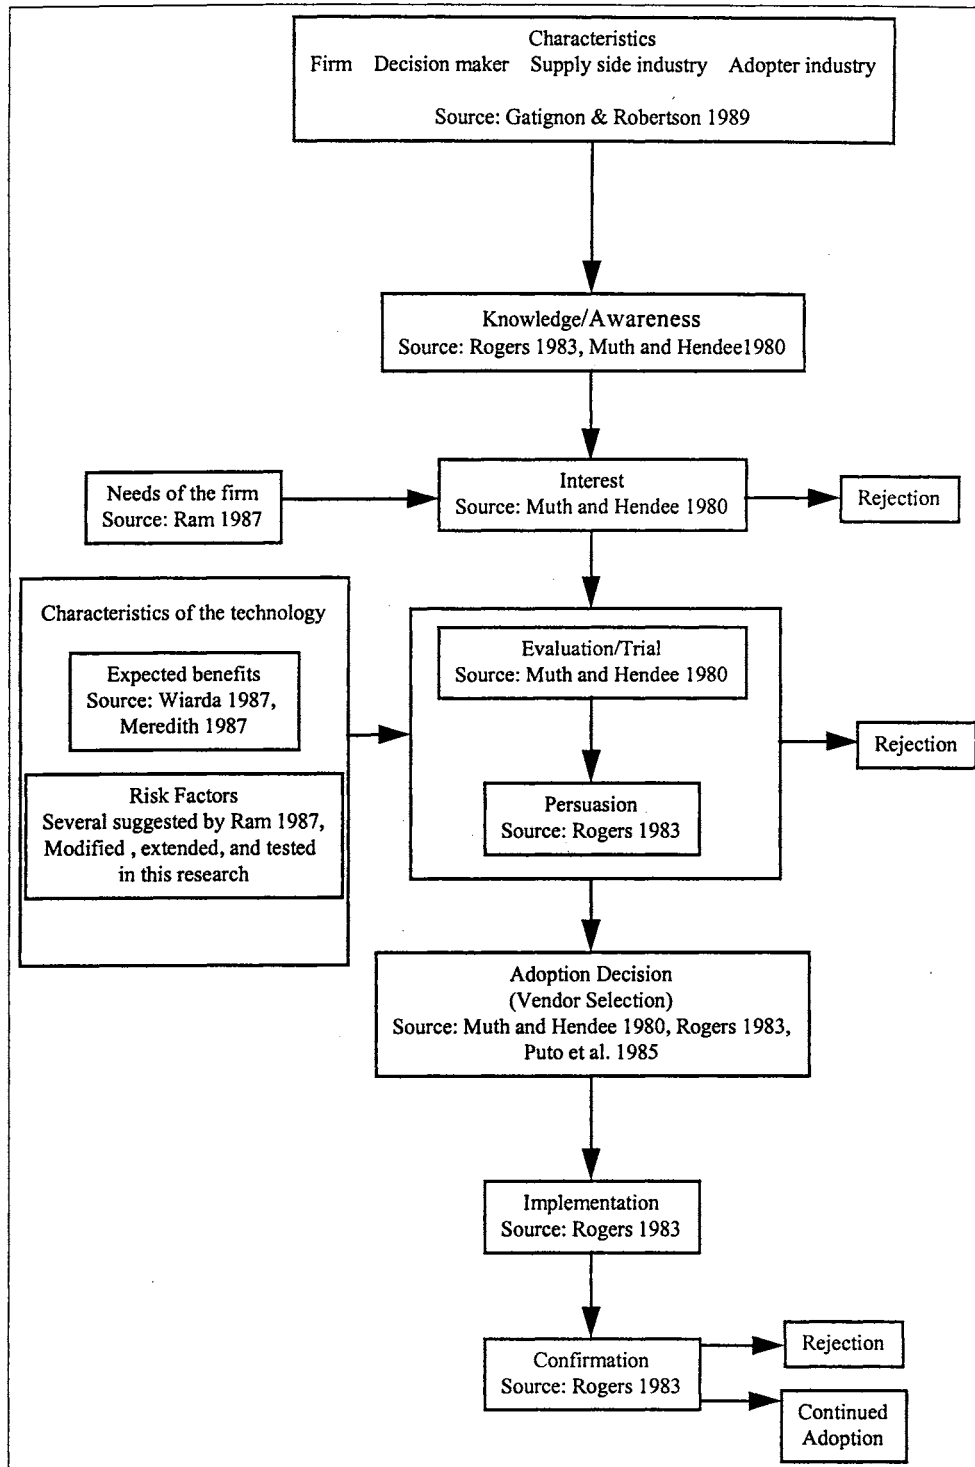 Characteristics
Firm Decision maker Supply side industry Adopter industry
Source: Gatignon & Robertson 1989
Knowledge/Awareness
Source: Rogers 1983, Muth and Hendee1980
Needs of the firm
Source: Ram 1987
Interest
Source: Muth and Hendee 1980
Rejection
Characteristics of the technology
Expected benefits
Source: Wiarda 1987,
Meredith 1987
Risk Factors
Several suggested by Ram 1987,
Modified , extended, and tested
in this research
Evaluation/Trial
Source: Muth and Hendee 1980
Persuasion
Source: Rogers 1983
Rejection
Adoption Decision
(Vendor Selection)
Source: Muth and Hendee 1980, Rogers 1983,
Puto et al. 1985
Implementation
Source: Rogers 1983
Confirmation
Source: Rogers 1983
Rejection
Continued
Adoption